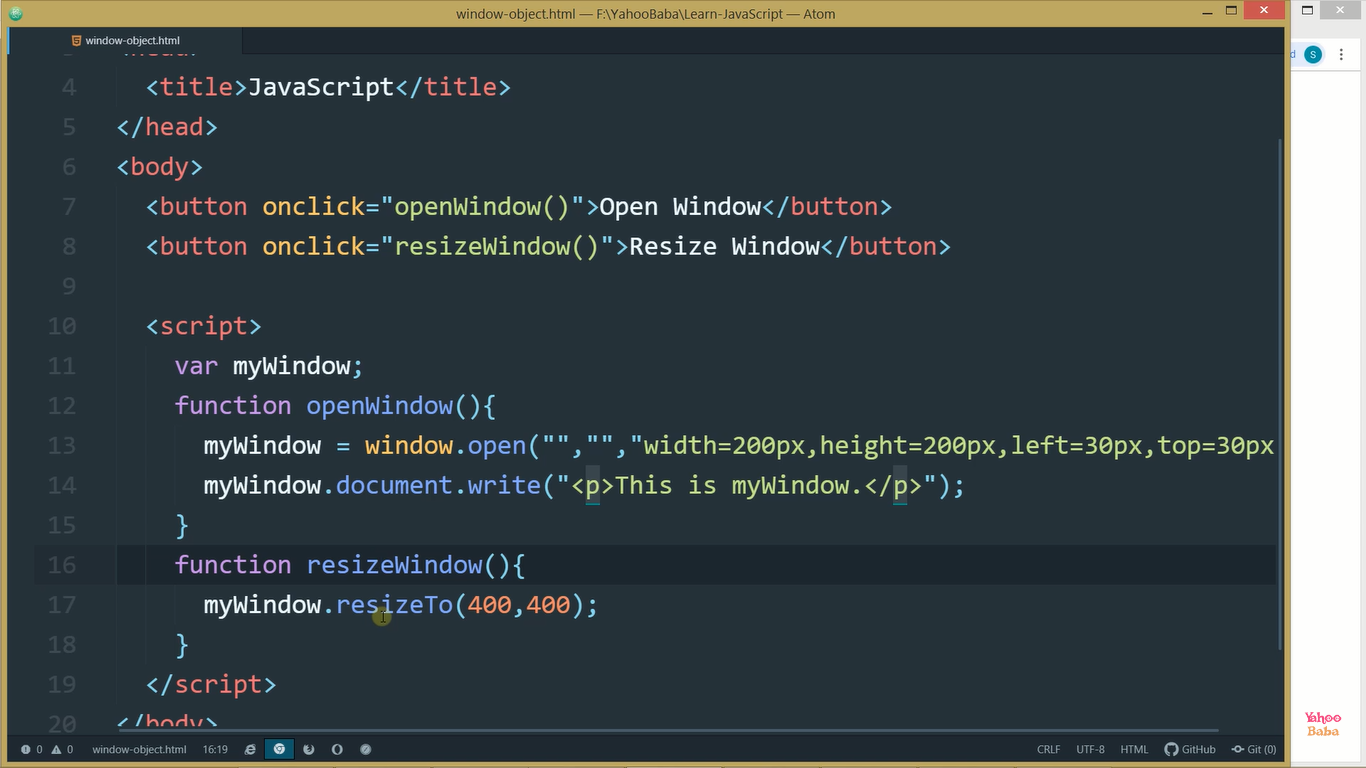 window-object.html — F:\YahooBaba\Learn-JavaScript — Atom
window-object.html
S
4 <title>JavaScript</title>
5 </head>
6 <body>
7 <button onclick="openWindow()">Open Window</button>
8 <button onclick="resizeWindow()">Resize Window</button>
9
10 <script>
11 var myWindow;
12 function openWindow(){
13 myWindow = window.open("","","width=200px,height=200px,left=30px,top=30px
14 myWindow.document.write("<p>This is myWindow.</p>");
15 }
16 function resizeWindow(){
17 myWindow.resizeTo(400,400);
18 }
19 </script>
20 </body>
Yahoo
Baba
0 0 window-object.html 16:19 CRLF UTF-8 HTML GitHub Git (0)